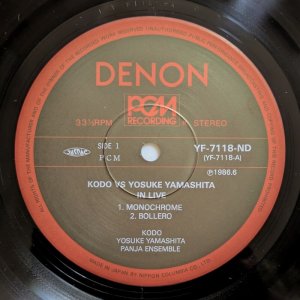 DENON
PCM
RECORDING
33⅓RPM
STEREO
SIDE 1
PCM
YF-7118-ND
(YF-7118-A)
JASRAC
Ⓟ1986.6
KODO VS YOSUKE YAMASHITA
IN LIVE
1. MONOCHROME
2. BOLLERO
KODO
YOSUKE YAMASHITA
PANJA ENSEMBLE
MADE IN JAPAN BY NIPPON COLUMBIA CO., LTD.